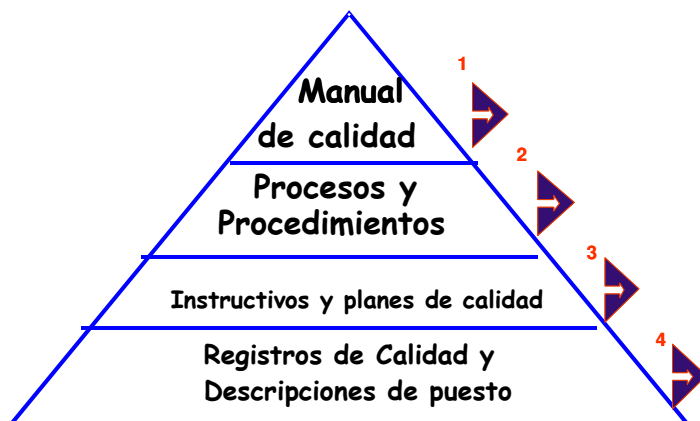 1
Manual
de calidad
2
Procesos y
Procedimientos
3
Instructivos y planes de calidad
4
Registros de Calidad y
Descripciones de puesto